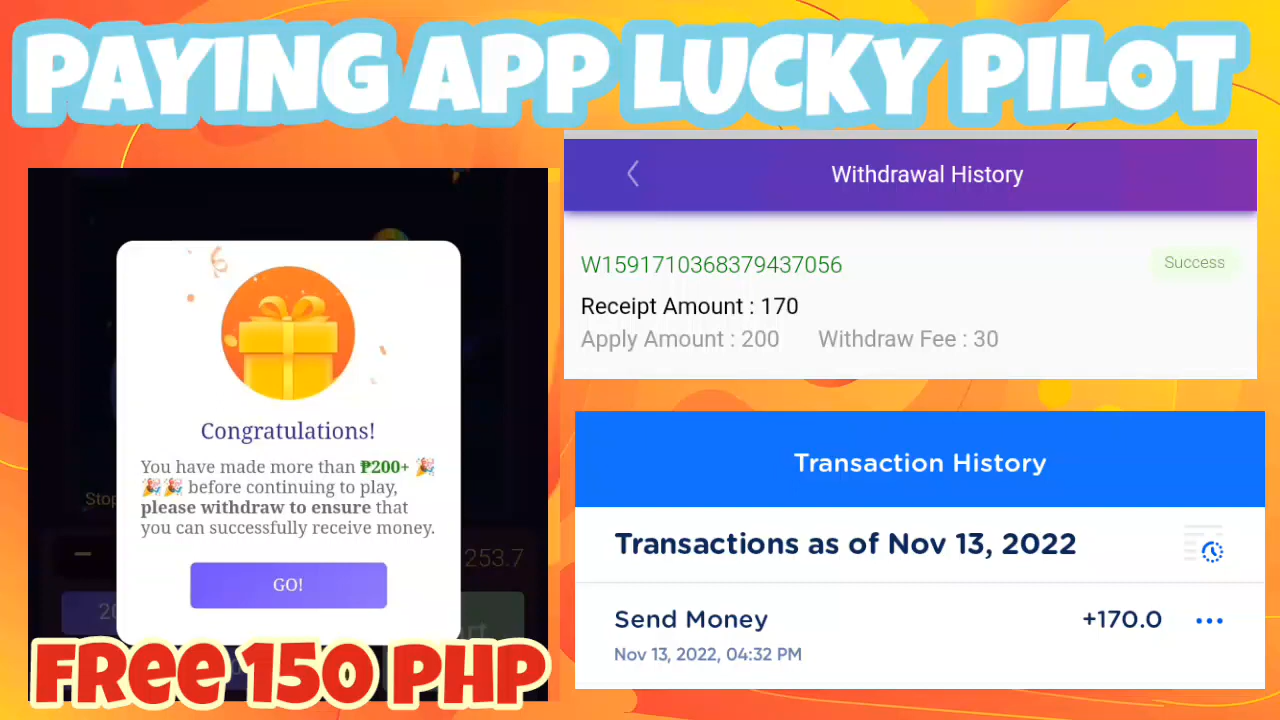 PAYING APP LUCKY PILOT
Withdrawal History
W1591710368379437056
Success
Receipt Amount : 170
Apply Amount : 200 Withdraw Fee : 30
Congratulations!
You have made more than ₱200+ 🎉
🎉🎉 before continuing to play,
please withdraw to ensure that
you can successfully receive money.
Stop
253.7
GO!
FRee 150 PHP
Transaction History
Transactions as of Nov 13, 2022
Send Money +170.0
Nov 13, 2022, 04:32 PM